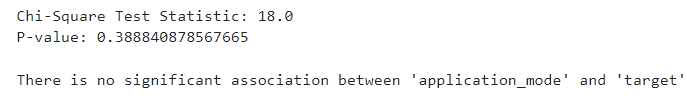 Chi-Square Test Statistic: 18.0
P-value: 0.388840878567665
There is no significant association between 'application_mode' and 'target'